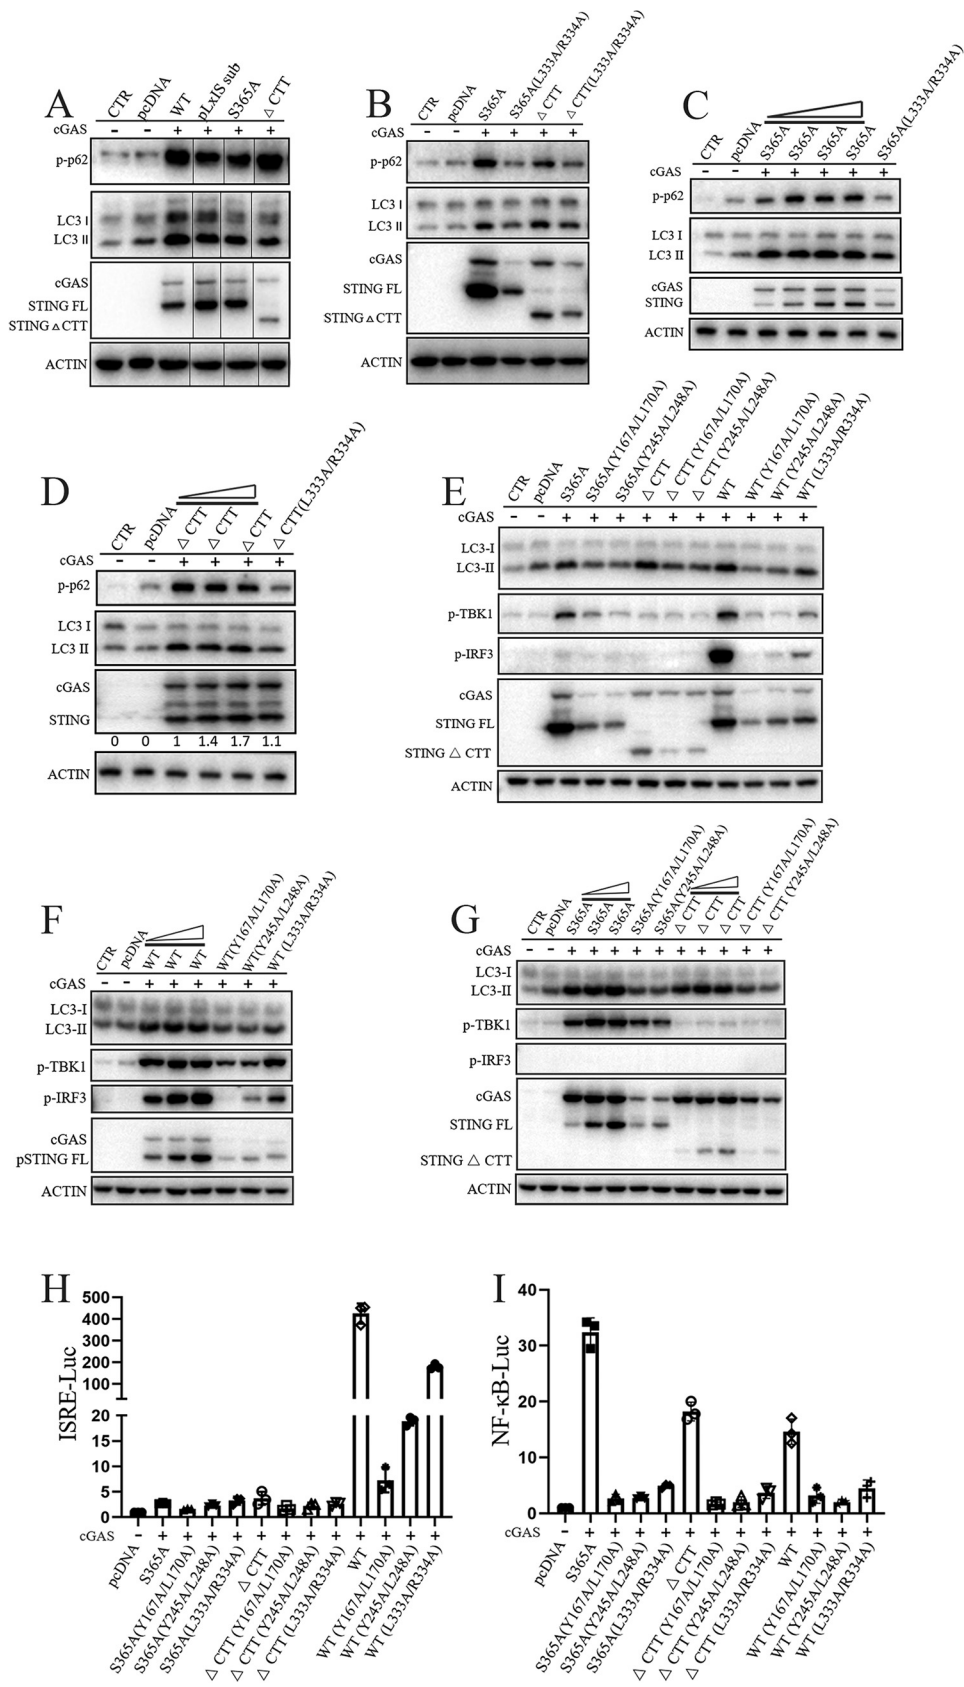 A
CTR
pcDNA
WT
pLxIS sub
S365A
△ CTT
cGAS - - + + + +
p-p62
LC3 I
LC3 II
cGAS
STING FL
STING △ CTT
ACTIN
B
CTR
pcDNA
S365A
S365A(L333A/R334A)
△ CTT
△ CTT(L333A/R334A)
cGAS - - + + + +
p-p62
LC3 I
LC3 II
cGAS
STING FL
STING △ CTT
ACTIN
C
CTR
pcDNA
S365A
S365A
S365A
S365A
S365A(L333A/R334A)
cGAS - - + + + + +
p-p62
LC3 I
LC3 II
cGAS
STING
ACTIN
D
CTR
pcDNA
△ CTT
△ CTT
△ CTT
△ CTT(L333A/R334A)
cGAS - - + + + +
p-p62
LC3 I
LC3 II
cGAS
STING
0 0 1 1.4 1.7 1.1
ACTIN
E
CTR
pcDNA
S365A
S365A(Y167A/L170A)
S365A(Y245A/L248A)
△ CTT
△ CTT (Y167A/L170A)
△ CTT (Y245A/L248A)
WT
WT (Y167A/L170A)
WT (Y245A/L248A)
WT (L333A/R334A)
cGAS - - + + + + + + + + + +
LC3-I
LC3-II
p-TBK1
p-IRF3
cGAS
STING FL
STING △ CTT
ACTIN
F
CTR
pcDNA
WT
WT
WT
WT(Y167A/L170A)
WT(Y245A/L248A)
WT (L333A/R334A)
cGAS - - + + + + + +
LC3-I
LC3-II
p-TBK1
p-IRF3
cGAS
pSTING FL
ACTIN
G
CTR
pcDNA
S365A
S365A
S365A
S365A(Y167A/L170A)
S365A(Y245A/L248A)
△ CTT
△ CTT
△ CTT
△ CTT (Y167A/L170A)
△ CTT (Y245A/L248A)
cGAS - - + + + + + + + + + +
LC3-I
LC3-II
p-TBK1
p-IRF3
cGAS
STING FL
STING △ CTT
ACTIN
H
ISRE-Luc
500
400
300
200
100
20
15
10
5
0
cGAS - + + + + + + + + + + + +
pcDNA
S365A
S365A(Y167A/L170A)
S365A(Y245A/L248A)
S365A(L333A/R334A)
△ CTT
△ CTT (Y167A/L170A)
△ CTT (Y245A/L248A)
△ CTT (L333A/R334A)
WT
WT (Y167A/L170A)
WT (Y245A/L248A)
WT (L333A/R334A)
I
NF-κB-Luc
40
30
20
10
0
cGAS - + + + + + + + + + + + +
pcDNA
S365A
S365A(Y167A/L170A)
S365A(Y245A/L248A)
S365A(L333A/R334A)
△ CTT
△ CTT (Y167A/L170A)
△ CTT (Y245A/L248A)
△ CTT (L333A/R334A)
WT
WT (Y167A/L170A)
WT (Y245A/L248A)
WT (L333A/R334A)